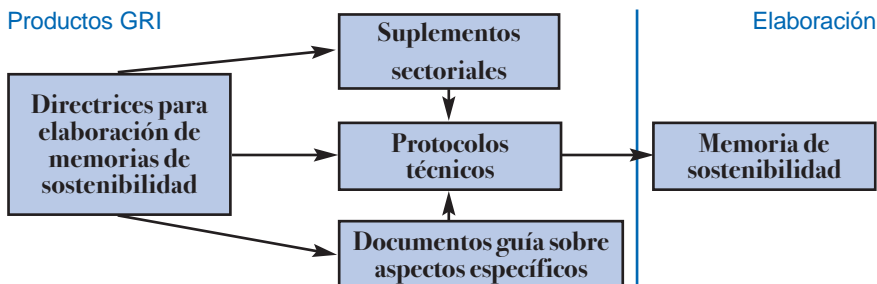 Productos GRI
Elaboración
Suplementos
sectoriales
Directrices para
elaboración de
memorias de
sostenibilidad
Protocolos
técnicos
Memoria de
sostenibilidad
Documentos guía sobre
aspectos específicos